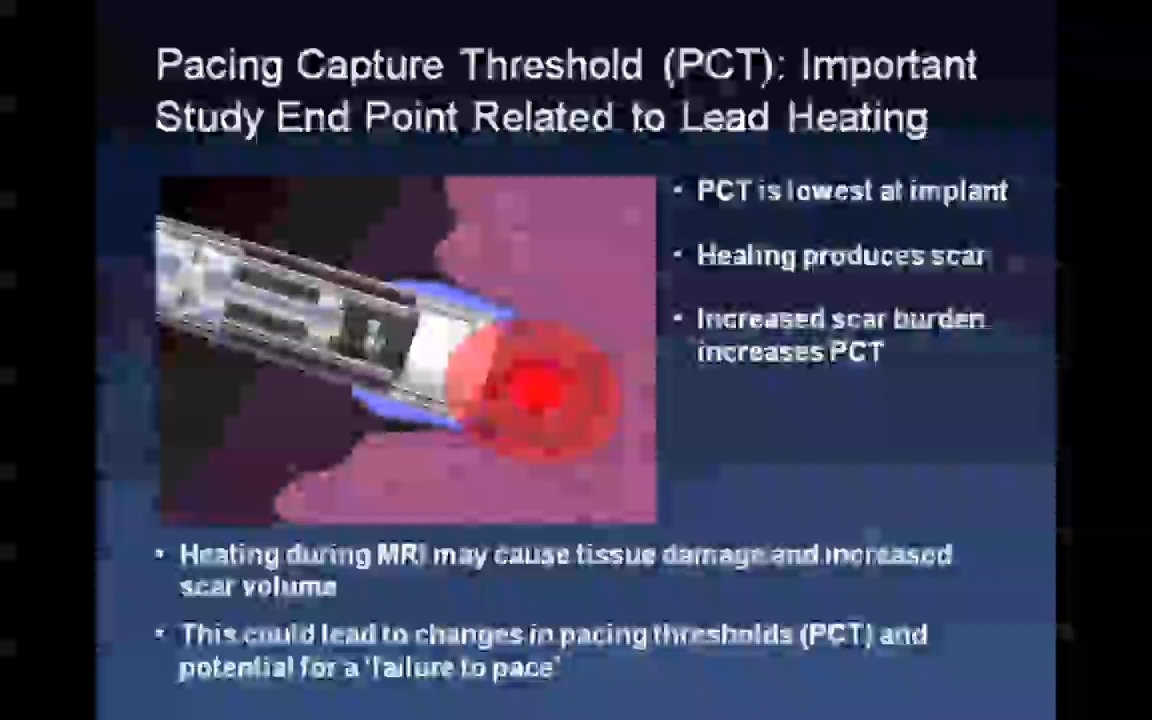 Pacing Capture Threshold (PCT): Important
Study End Point Related to Lead Heating
• PCT is lowest at implant
• Healing produces scar
• Increased scar burden
increases PCT
• Heating during MRI may cause tissue damage and increased
scar volume
• This could lead to changes in pacing thresholds (PCT) and
potential for a 'failure to pace'